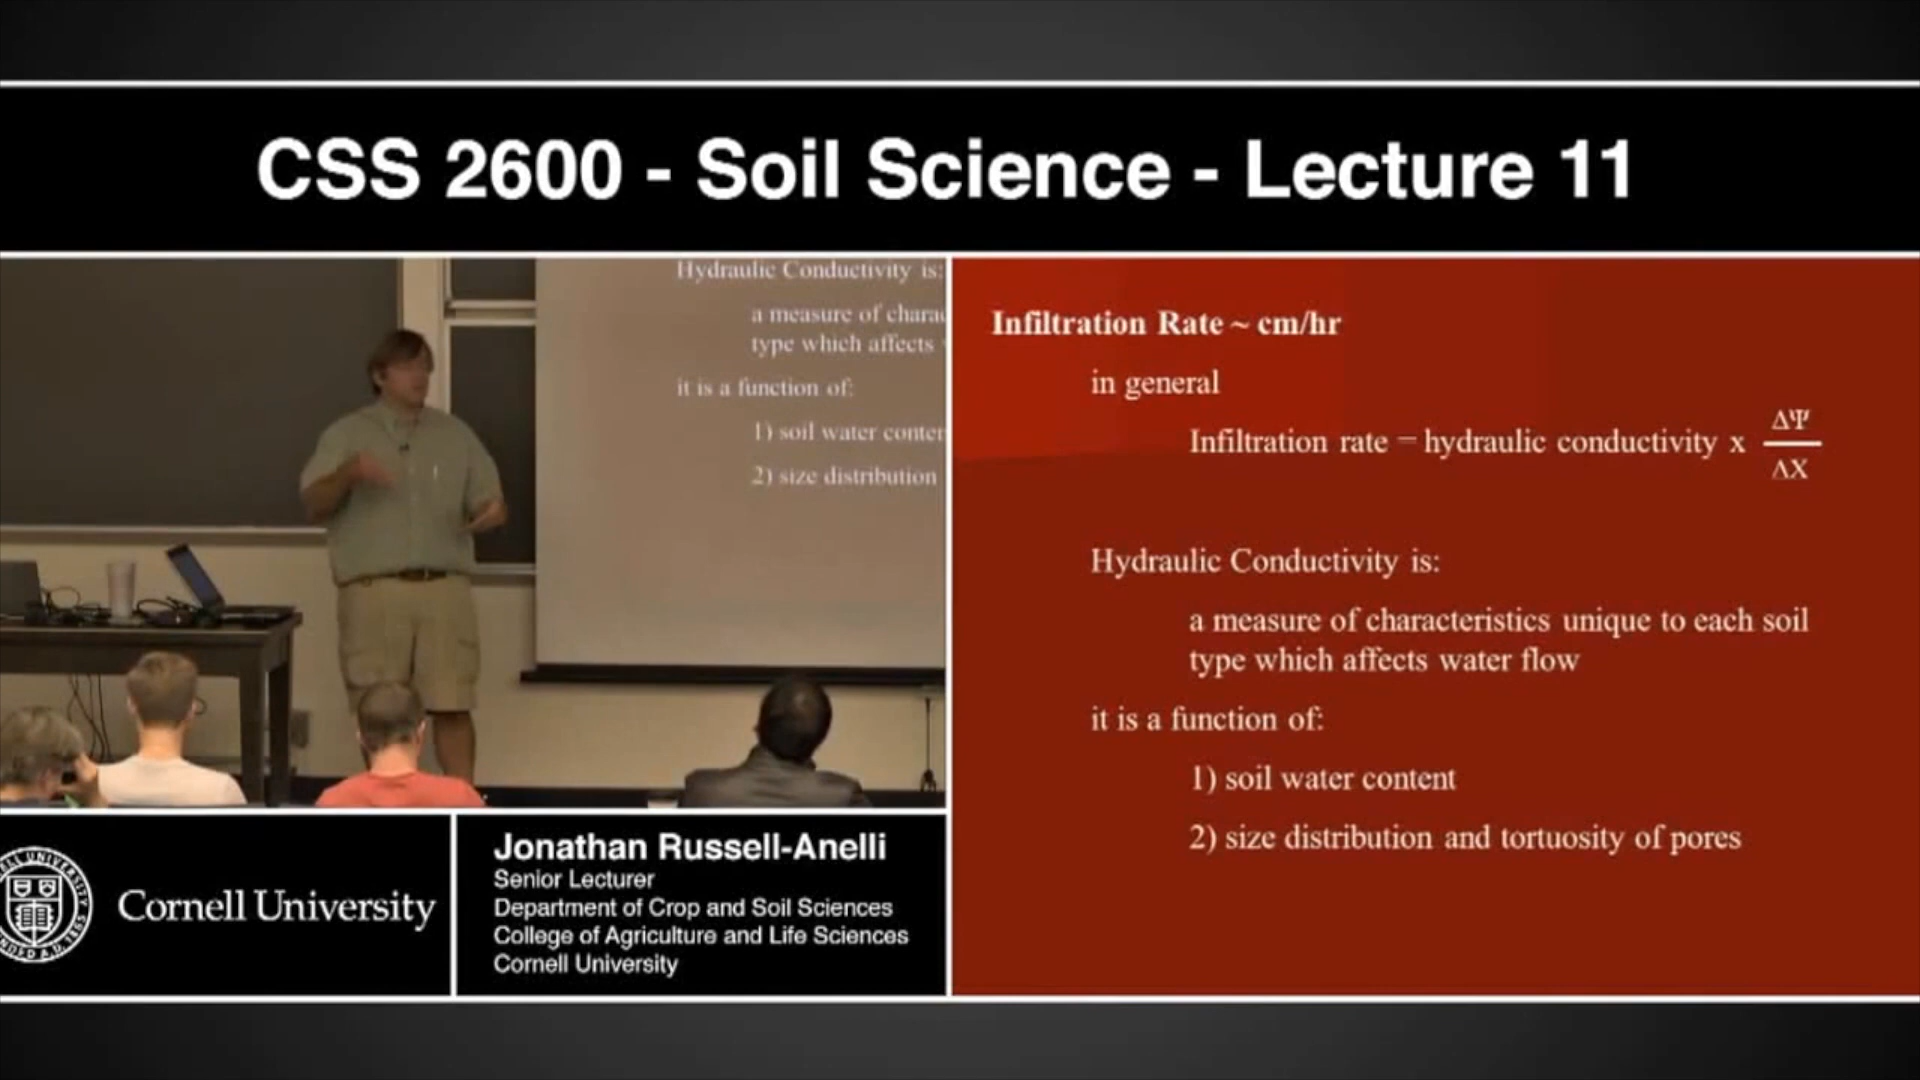 CSS 2600 - Soil Science - Lecture 11
Hydraulic Conductivity is:
a measure of
type which affects
it is a function of:
1) soil water
2) size distribution
Infiltration Rate ~ cm/hr
in general
Infiltration rate = hydraulic conductivity x ΔΨ
ΔX
Hydraulic Conductivity is:
a measure of characteristics unique to each soil
type which affects water flow
it is a function of:
1) soil water content
2) size distribution and tortuosity of pores
Cornell University
Jonathan Russell-Anelli
Senior Lecturer
Department of Crop and Soil Sciences
College of Agriculture and Life Sciences
Cornell University